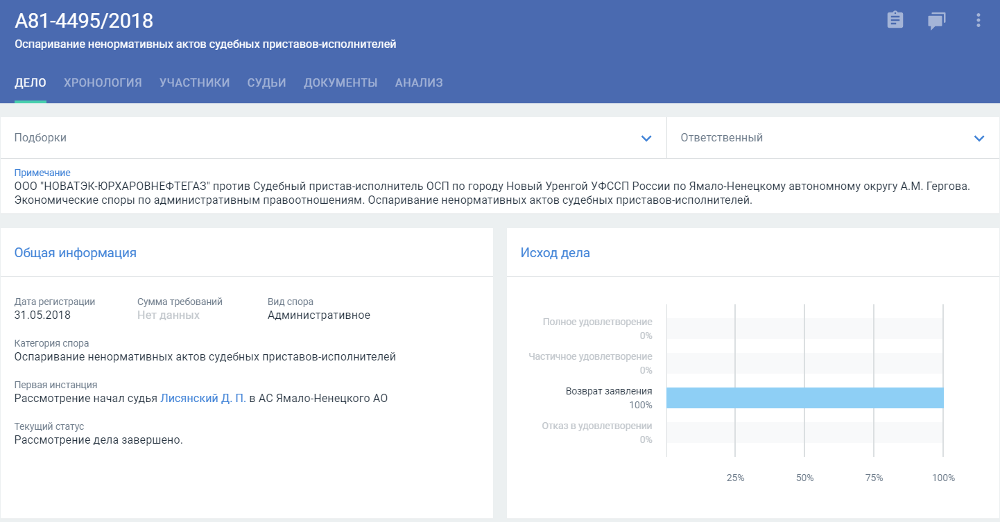 А81-4495/2018
Оспаривание ненормативных актов судебных приставов-исполнителей
ДЕЛО ХРОНОЛОГИЯ УЧАСТНИКИ СУДЬИ ДОКУМЕНТЫ АНАЛИЗ
Подборки
Ответственный
Примечание
ООО "НОВАТЭК-ЮРХАРОВНЕФТЕГАЗ" против Судебный пристав-исполнитель ОСП по городу Новый Уренгой УФССП России по Ямало-Ненецкому автономному округу А.М. Гергова.
Экономические споры по административным правоотношениям. Оспаривание ненормативных актов судебных приставов-исполнителей.
Общая информация
Дата регистрации Сумма требований Вид спора
31.05.2018 Нет данных Административное
Категория спора
Оспаривание ненормативных актов судебных приставов-исполнителей
Первая инстанция
Рассмотрение начал судья Лисянский Д. П. в АС Ямало-Ненецкого АО
Текущий статус
Рассмотрение дела завершено.
Исход дела
Полное удовлетворение
0%
Частичное удовлетворение
0%
Возврат заявления
100%
Отказ в удовлетворении
0%
25% 50% 75% 100%